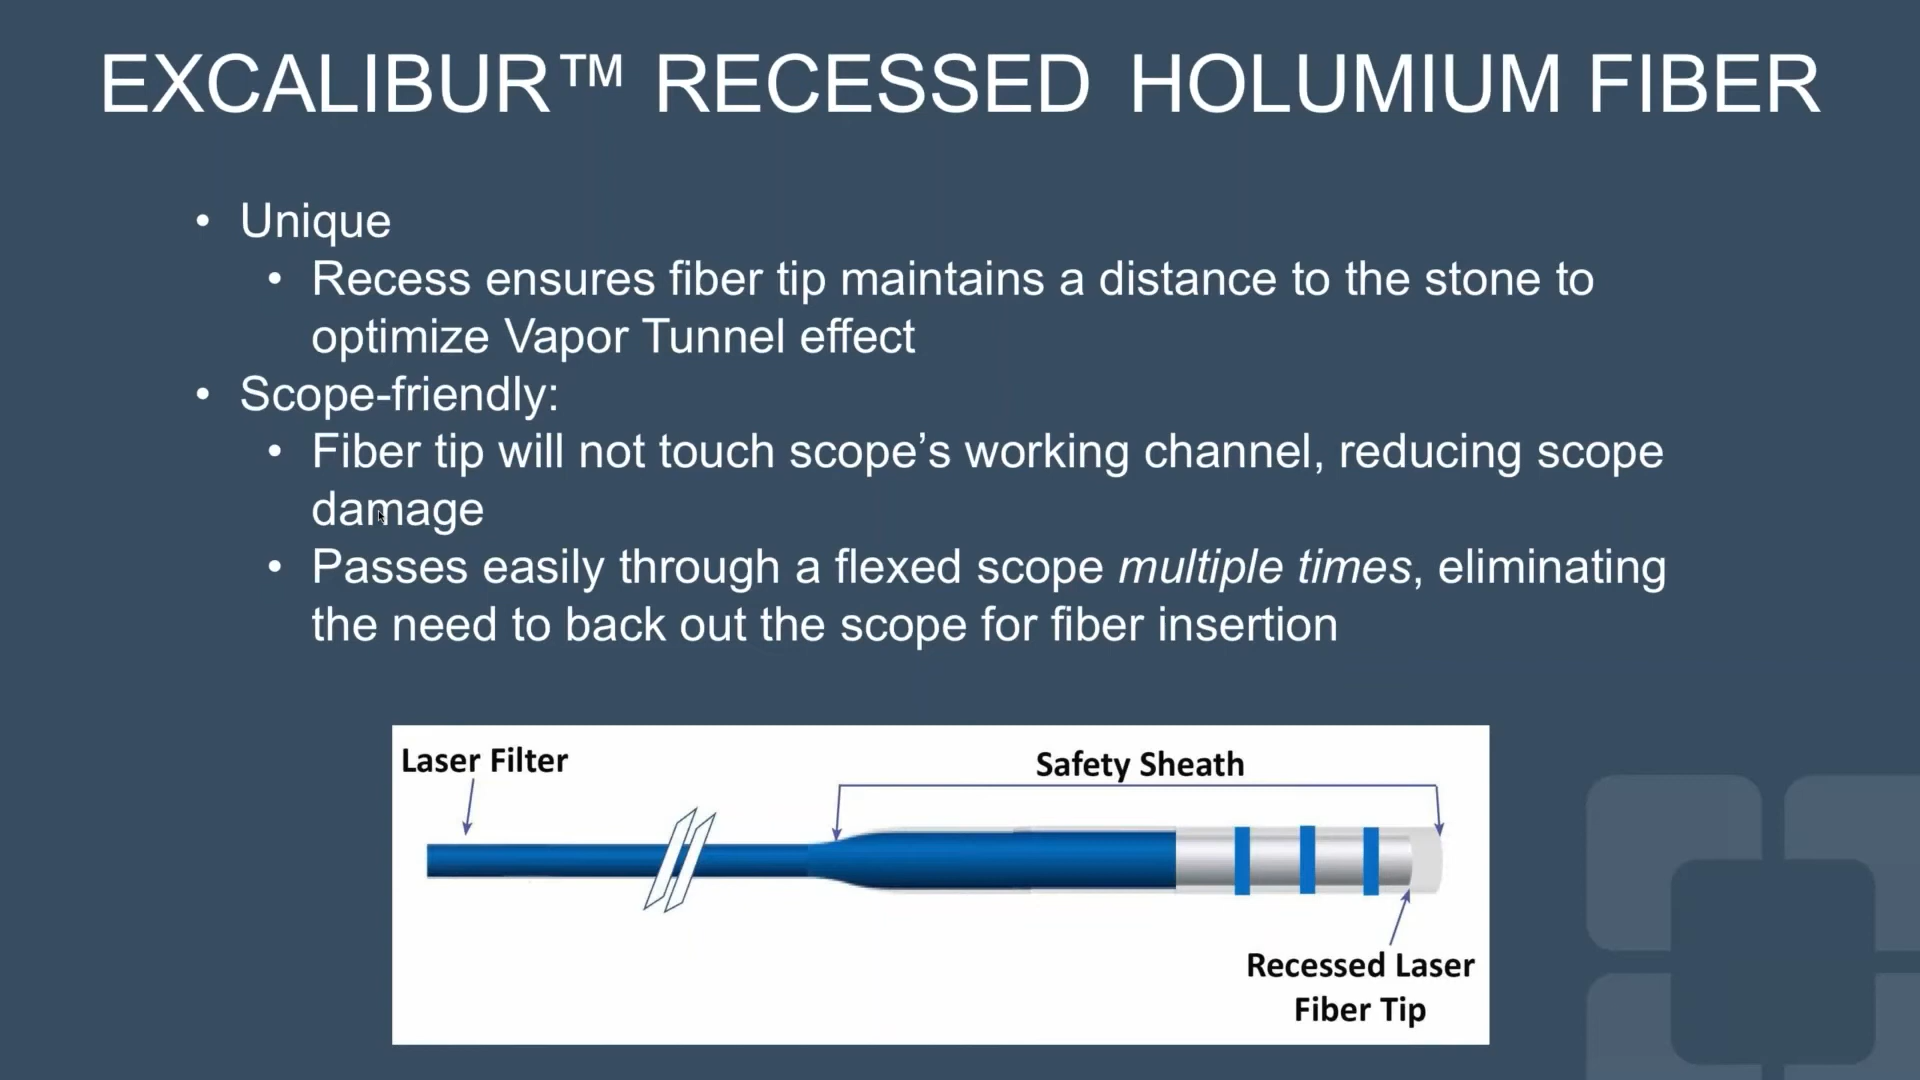 EXCALIBUR™ RECESSED HOLUMIUM FIBER
• Unique
• Recess ensures fiber tip maintains a distance to the stone to
optimize Vapor Tunnel effect
• Scope-friendly:
• Fiber tip will not touch scope’s working channel, reducing scope
damage
• Passes easily through a flexed scope multiple times, eliminating
the need to back out the scope for fiber insertion
Laser Filter
Safety Sheath
Recessed Laser
Fiber Tip